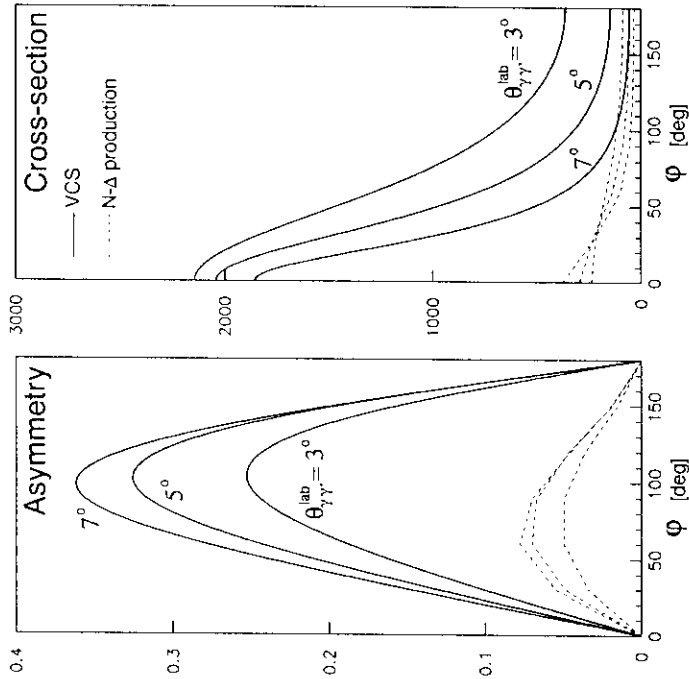 Asymmetry
0.4
0.3
0.2
0.1
0
7°
5°
θ^lab_γγ' = 3°
0 50 100 150
φ [deg]
Cross-section
VCS
N-Δ production
3000
2000
1000
0
θ^lab_γγ' = 3°
5°
7°
0 50 100 150
φ [deg]